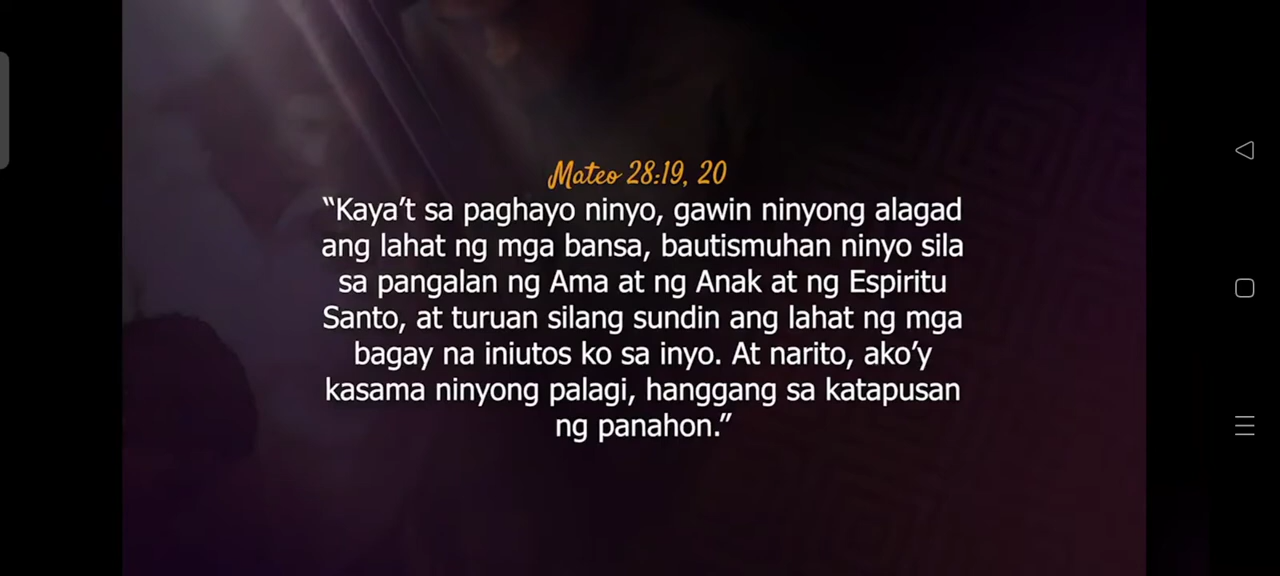 Mateo 28:19, 20
“Kaya’t sa paghayo ninyo, gawin ninyong alagad
ang lahat ng mga bansa, bautismuhan ninyo sila
sa pangalan ng Ama at ng Anak at ng Espiritu
Santo, at turuan silang sundin ang lahat ng mga
bagay na iniutos ko sa inyo. At narito, ako’y
kasama ninyong palagi, hanggang sa katapusan
ng panahon.”